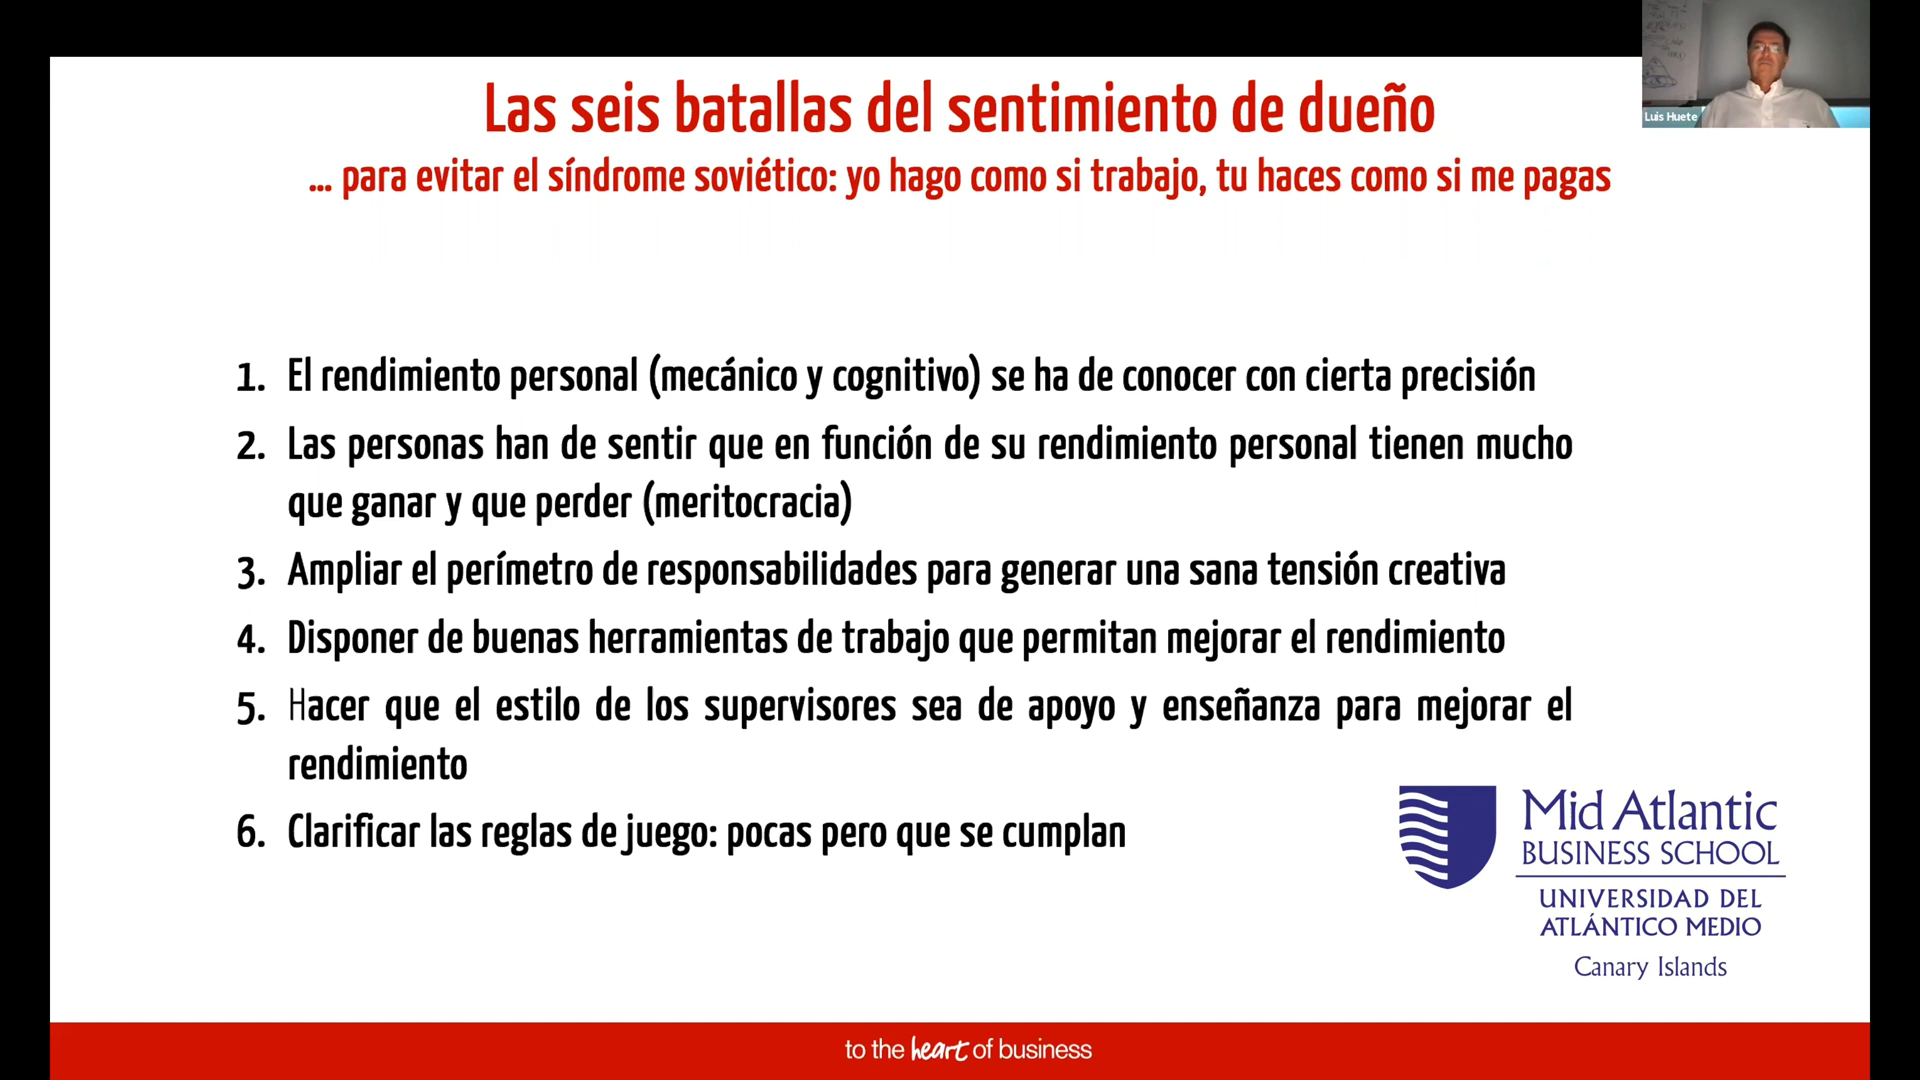 Las seis batallas del sentimiento de dueño
... para evitar el síndrome soviético: yo hago como si trabajo, tu haces como si me pagas
Luis Huete
1. El rendimiento personal (mecánico y cognitivo) se ha de conocer con cierta precisión
2. Las personas han de sentir que en función de su rendimiento personal tienen mucho
que ganar y que perder (meritocracia)
3. Ampliar el perímetro de responsabilidades para generar una sana tensión creativa
4. Disponer de buenas herramientas de trabajo que permitan mejorar el rendimiento
5. Hacer que el estilo de los supervisores sea de apoyo y enseñanza para mejorar el
rendimiento
6. Clarificar las reglas de juego: pocas pero que se cumplan
Mid Atlantic
BUSINESS SCHOOL
UNIVERSIDAD DEL
ATLÁNTICO MEDIO
Canary Islands
to the heart of business